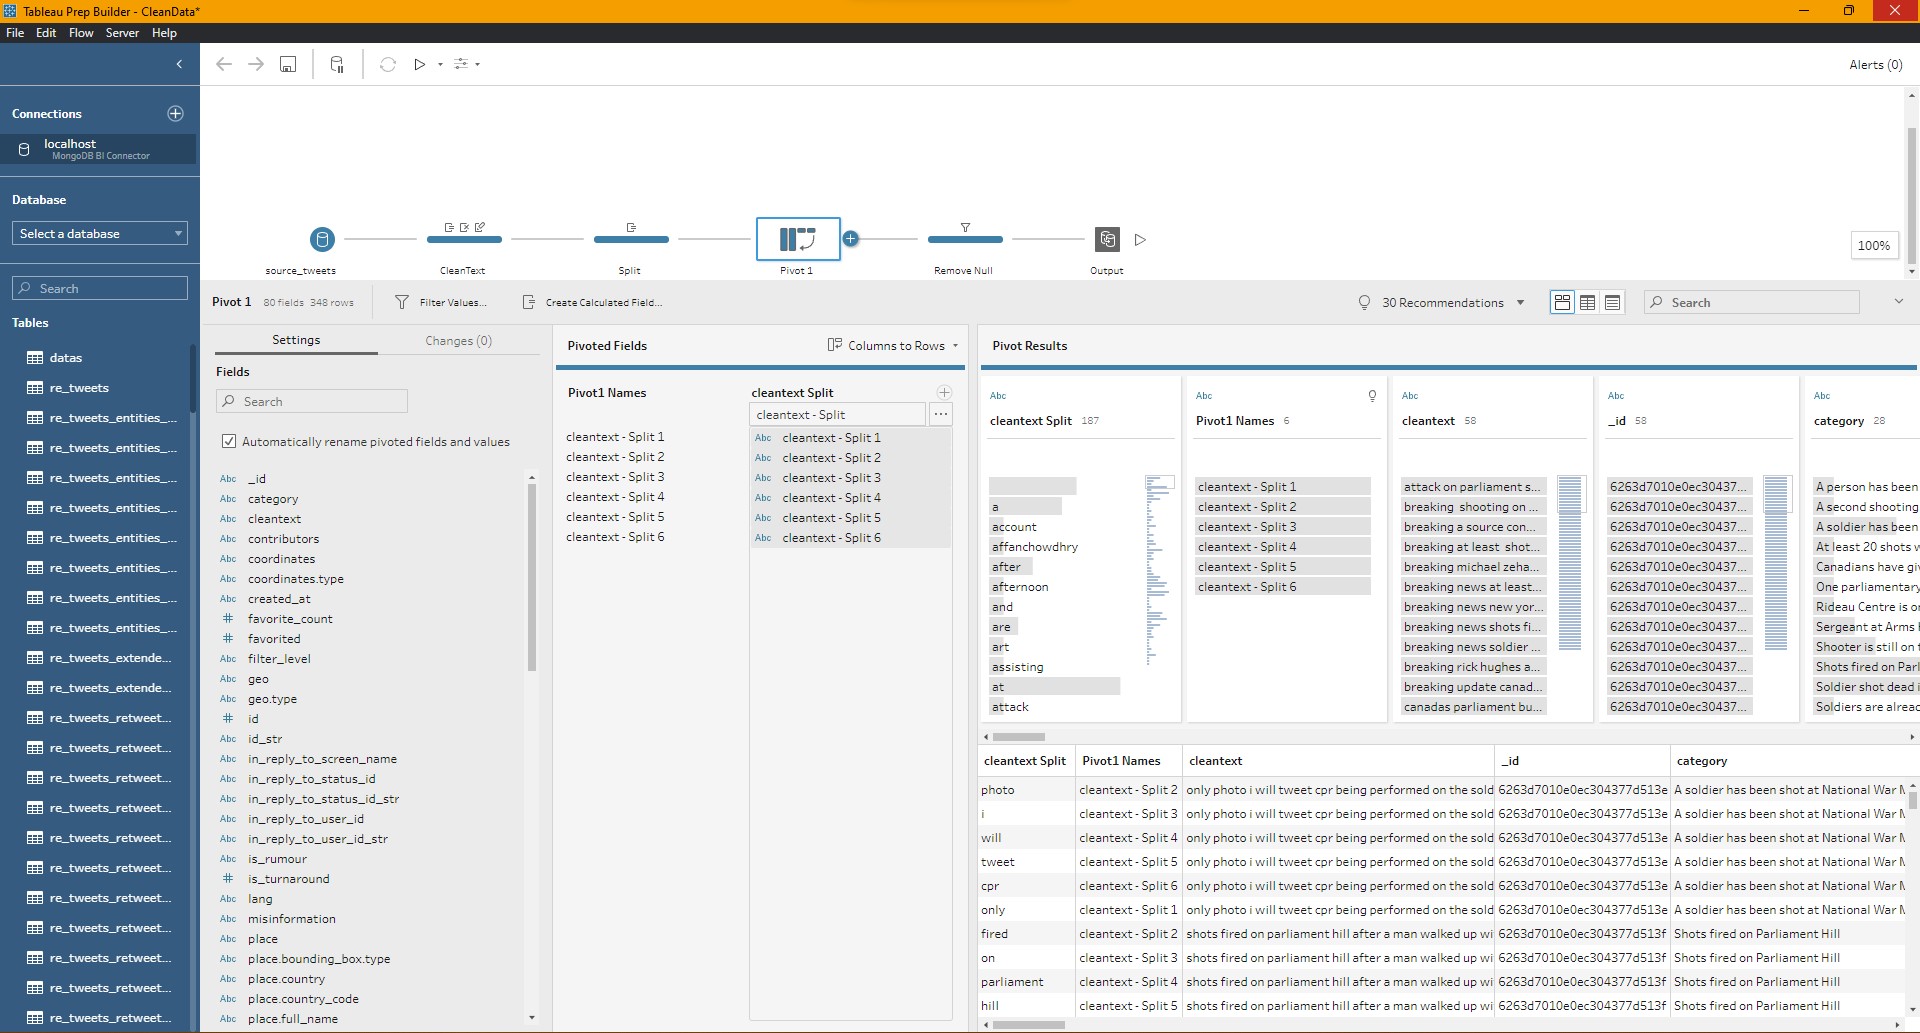 Tableau Prep Builder - CleanData*
File Edit Flow Server Help
Alerts (0)
Connections
localhost
MongoDB BI Connector
Database
Select a database
Search
Tables
datas
re_tweets
re_tweets_entities_...
re_tweets_entities_...
re_tweets_entities_...
re_tweets_entities_...
re_tweets_entities_...
re_tweets_entities_...
re_tweets_entities_...
re_tweets_entities_...
re_tweets_extende...
re_tweets_extende...
re_tweets_retweet...
re_tweets_retweet...
re_tweets_retweet...
re_tweets_retweet...
re_tweets_retweet...
re_tweets_retweet...
re_tweets_retweet...
re_tweets_retweet...
re_tweets_retweet...
re_tweets_retweet...
re_tweets_retweet...
source_tweets CleanText Split Pivot 1 Remove Null Output
100%
Pivot 1 80 fields 348 rows Filter Values... Create Calculated Field... 30 Recommendations Search
Settings Changes (0)
Fields
Search
Automatically rename pivoted fields and values
Abc _id
Abc category
Abc cleantext
Abc contributors
Abc coordinates
Abc coordinates.type
Abc created_at
# favorite_count
# favorited
Abc filter_level
Abc geo
Abc geo.type
# id
Abc id_str
Abc in_reply_to_screen_name
Abc in_reply_to_status_id
Abc in_reply_to_status_id_str
Abc in_reply_to_user_id
Abc in_reply_to_user_id_str
Abc is_rumour
# is_turnaround
Abc lang
Abc misinformation
Abc place
Abc place.bounding_box.type
Abc place.country
Abc place.country_code
Abc place.full_name
Pivoted Fields Columns to Rows
Pivot1 Names cleantext Split
cleantext - Split ...
cleantext - Split 1 Abc cleantext - Split 1
cleantext - Split 2 Abc cleantext - Split 2
cleantext - Split 3 Abc cleantext - Split 3
cleantext - Split 4 Abc cleantext - Split 4
cleantext - Split 5 Abc cleantext - Split 5
cleantext - Split 6 Abc cleantext - Split 6
Pivot Results
Abc
cleantext Split 187
a
account
affanchowdhry
after
afternoon
and
are
art
assisting
at
attack
Abc
Pivot1 Names 6
cleantext - Split 1
cleantext - Split 2
cleantext - Split 3
cleantext - Split 4
cleantext - Split 5
cleantext - Split 6
Abc
cleantext 58
attack on parliament s...
breaking shooting on ...
breaking a source con...
breaking at least shot...
breaking michael zeha...
breaking news at least...
breaking news new yor...
breaking news shots fi...
breaking news soldier ...
breaking rick hughes a...
breaking update canad...
canadas parliament bu...
Abc
_id 58
6263d7010e0ec30437...
6263d7010e0ec30437...
6263d7010e0ec30437...
6263d7010e0ec30437...
6263d7010e0ec30437...
6263d7010e0ec30437...
6263d7010e0ec30437...
6263d7010e0ec30437...
6263d7010e0ec30437...
6263d7010e0ec30437...
6263d7010e0ec30437...
6263d7010e0ec30437...
Abc
category 28
A person has been
A second shooting
A soldier has been
At least 20 shots
Canadians have
One parliamentary
Rideau Centre is
Sergeant at Arms
Shooter is still on
Shots fired on
Soldier shot dead
Soldiers are
cleantext Split Pivot1 Names cleantext _id category
photo cleantext - Split 2 only photo i will tweet cpr being performed on the sold 6263d7010e0ec304377d513e A soldier has been shot at National War
i cleantext - Split 3 only photo i will tweet cpr being performed on the sold 6263d7010e0ec304377d513e A soldier has been shot at National War
will cleantext - Split 4 only photo i will tweet cpr being performed on the sold 6263d7010e0ec304377d513e A soldier has been shot at National War
tweet cleantext - Split 5 only photo i will tweet cpr being performed on the sold 6263d7010e0ec304377d513e A soldier has been shot at National War
cpr cleantext - Split 6 only photo i will tweet cpr being performed on the sold 6263d7010e0ec304377d513e A soldier has been shot at National War
only cleantext - Split 1 only photo i will tweet cpr being performed on the sold 6263d7010e0ec304377d513e A soldier has been shot at National War
fired cleantext - Split 2 shots fired on parliament hill after a man walked up wi 6263d7010e0ec304377d513f Shots fired on Parliament Hill
on cleantext - Split 3 shots fired on parliament hill after a man walked up wi 6263d7010e0ec304377d513f Shots fired on Parliament Hill
parliament cleantext - Split 4 shots fired on parliament hill after a man walked up wi 6263d7010e0ec304377d513f Shots fired on Parliament Hill
hill cleantext - Split 5 shots fired on parliament hill after a man walked up wi 6263d7010e0ec304377d513f Shots fired on Parliament Hill